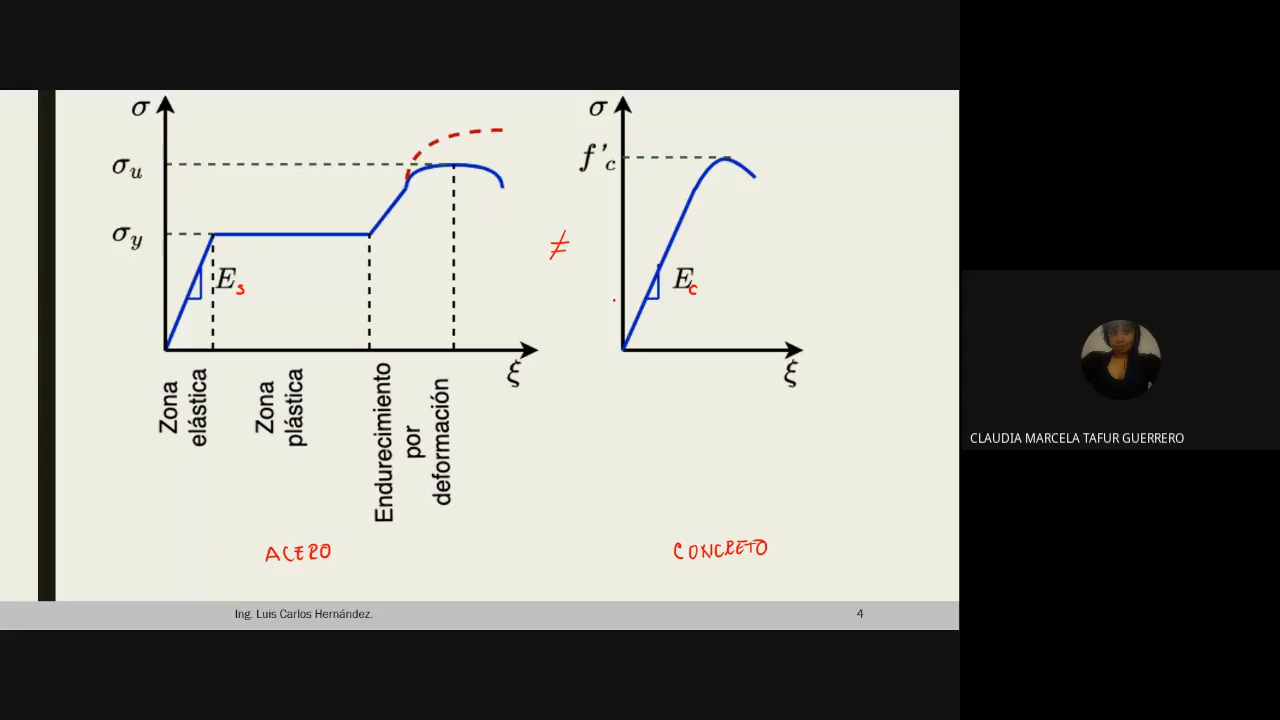 σ
σu
σy
Es
ξ
Zona
elástica
Zona
plástica
Endurecimiento
por
deformación
ACERO
≠
σ
f'c
Ec
ξ
CONCRETO
Ing. Luis Carlos Hernández.
4
CLAUDIA MARCELA TAFUR GUERRERO